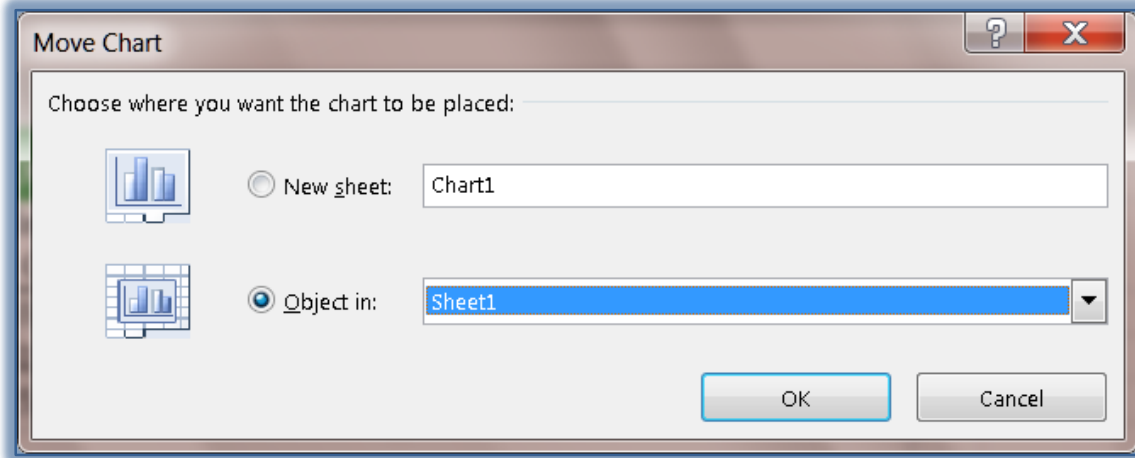 Move Chart
Choose where you want the chart to be placed:
New sheet: Chart1
Object in: Sheet1
OK Cancel